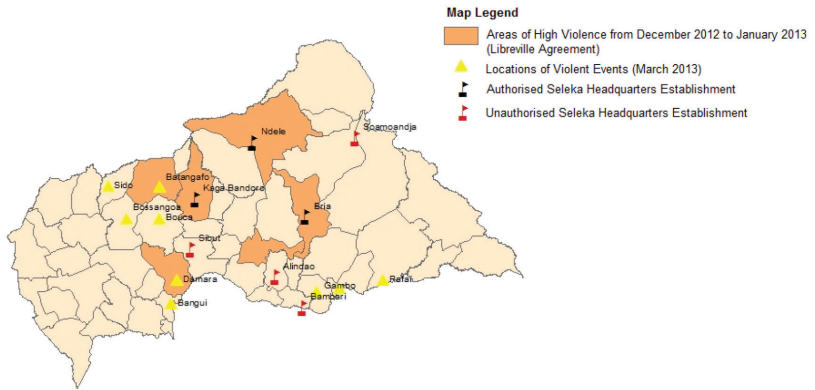 Map Legend
Areas of High Violence from December 2012 to January 2013
(Libreville Agreement)
Locations of Violent Events (March 2013)
Authorised Seleka Headquarters Establishment
Unauthorised Seleka Headquarters Establishment
Ndele
Soamoandja
Sido
Batangafo
Kaga Bandoro
Bossangoa
Bouca
Bria
Sibut
Alindao
Damara
Gambo
Rafai
Bambari
Bangui